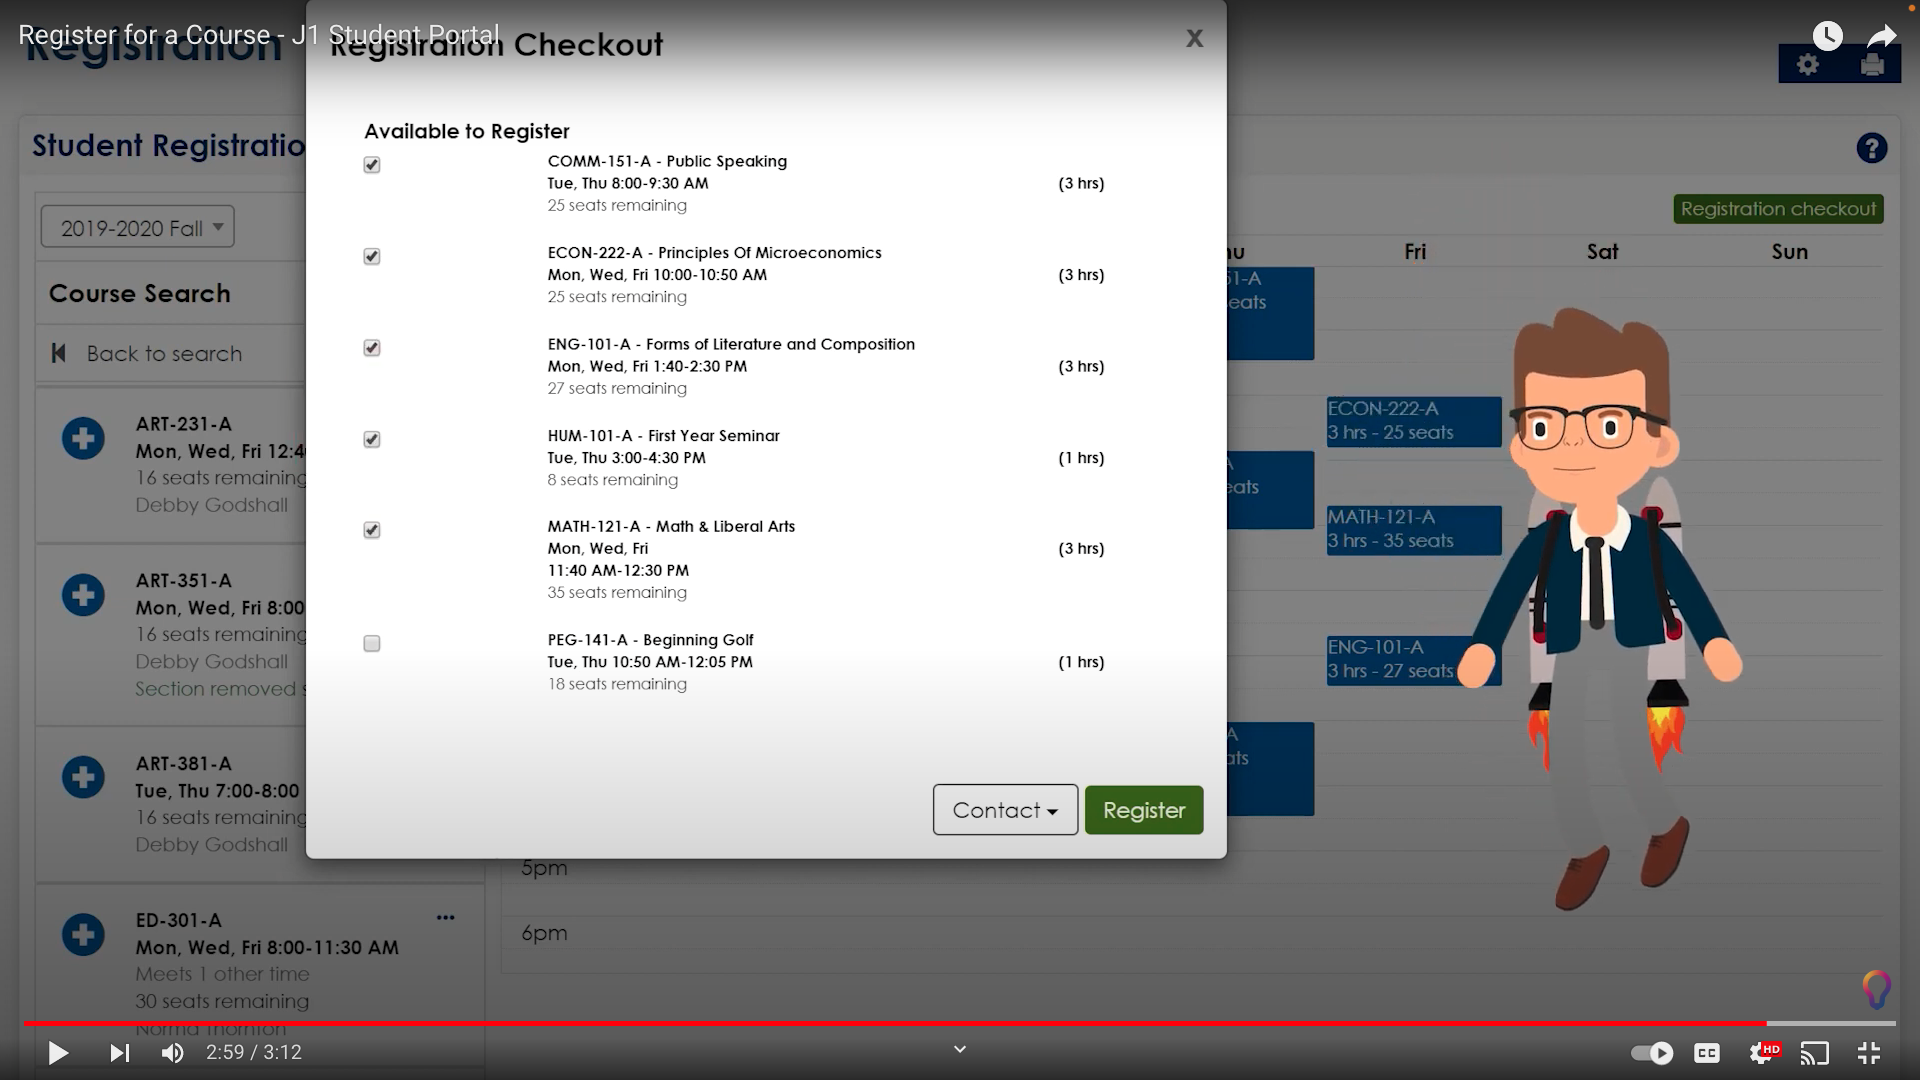 Register for a Course - J1 Student Portal
Registration
Registration Checkout
X
Student Registratio
2019-2020 Fall
Course Search
Back to search
ART-231-A
Mon, Wed, Fri 12:4
16 seats remaining
Debby Godshall
ART-351-A
Mon, Wed, Fri 8:00
16 seats remaining
Debby Godshall
Section removed s
ART-381-A
Tue, Thu 7:00-8:00
16 seats remaining
Debby Godshall
ED-301-A
Mon, Wed, Fri 8:00-11:30 AM
Meets 1 other time
30 seats remaining
Norma Thornton
Available to Register
COMM-151-A - Public Speaking
Tue, Thu 8:00-9:30 AM (3 hrs)
25 seats remaining
ECON-222-A - Principles Of Microeconomics
Mon, Wed, Fri 10:00-10:50 AM (3 hrs)
25 seats remaining
ENG-101-A - Forms of Literature and Composition
Mon, Wed, Fri 1:40-2:30 PM (3 hrs)
27 seats remaining
HUM-101-A - First Year Seminar
Tue, Thu 3:00-4:30 PM (1 hrs)
8 seats remaining
MATH-121-A - Math & Liberal Arts
Mon, Wed, Fri (3 hrs)
11:40 AM-12:30 PM
35 seats remaining
PEG-141-A - Beginning Golf
Tue, Thu 10:50 AM-12:05 PM (1 hrs)
18 seats remaining
Contact Register
?
Registration checkout
hu Fri Sat Sun
51-A
eats
ECON-222-A
3 hrs - 25 seats
A
eats
MATH-121-A
3 hrs - 35 seats
ENG-101-A
3 hrs - 27 seats
A
ats
5pm
6pm
2:59 / 3:12
CC
HD